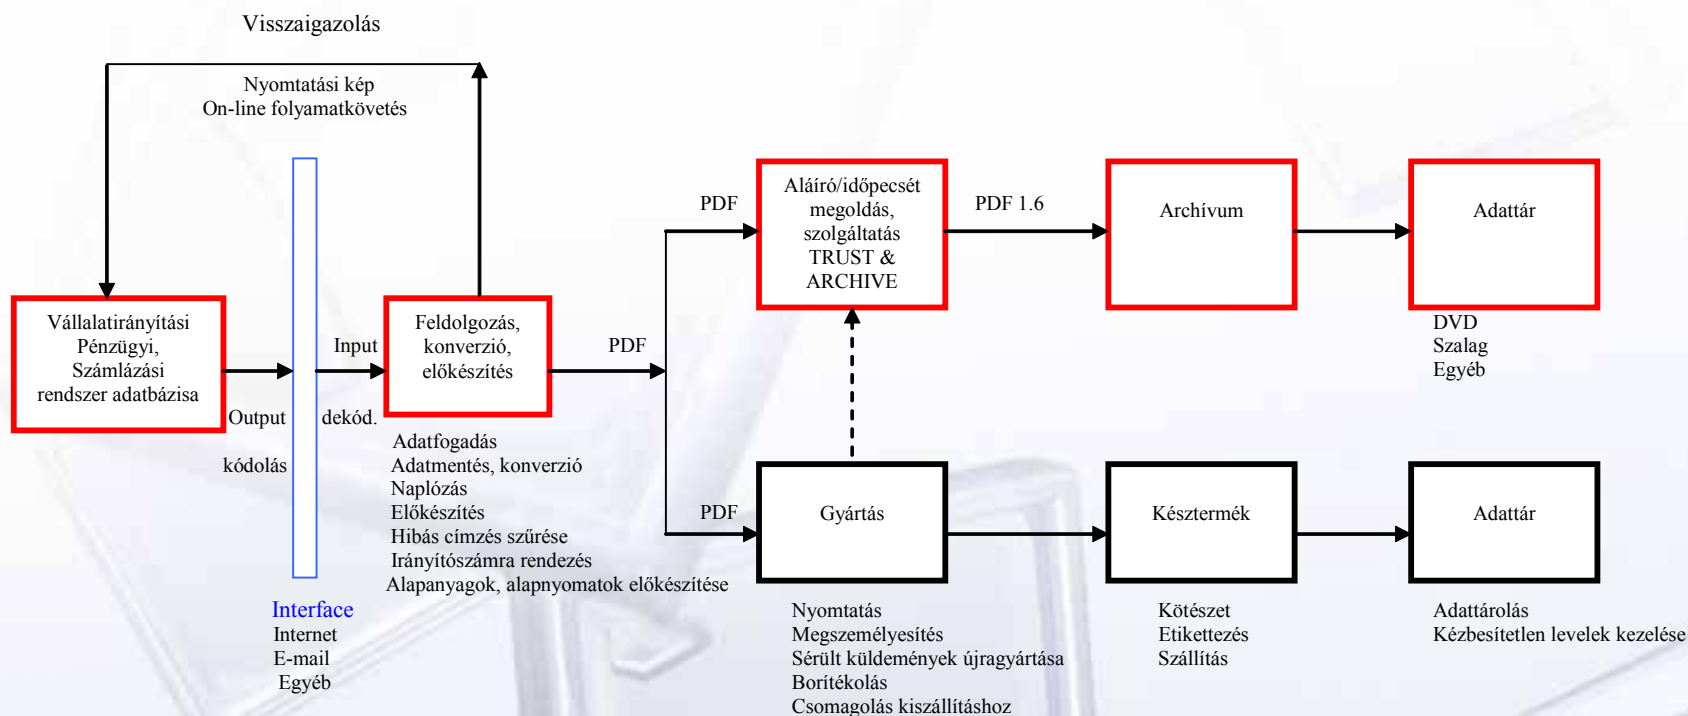 Visszaigazolás
Nyomtatási kép
On-line folyamatkövetés
Vállalatirányítási
Pénzügyi,
Számlázási
rendszer adatbázisa
Output
kódolás
Input
dekód.
Interface
Internet
E-mail
Egyéb
Feldolgozás,
konverzió,
előkészítés
Adatfogadás
Adatmentés, konverzió
Naplózás
Előkészítés
Hibás címzés szűrése
Irányítószámra rendezés
Alapanyagok, alapnyomatok előkészítése
PDF
PDF
Aláíró/időpecsét
megoldás,
szolgáltatás
TRUST &
ARCHIVE
PDF 1.6
Archívum
Adattár
DVD
Szalag
Egyéb
PDF
Gyártás
Nyomtatás
Megszemélyesítés
Sérült küldemények újragyártása
Borítékolás
Csomagolás kiszállításhoz
Késztermék
Kötészet
Etikettezés
Szállítás
Adattár
Adattárolás
Kézbesítetlen levelek kezelése